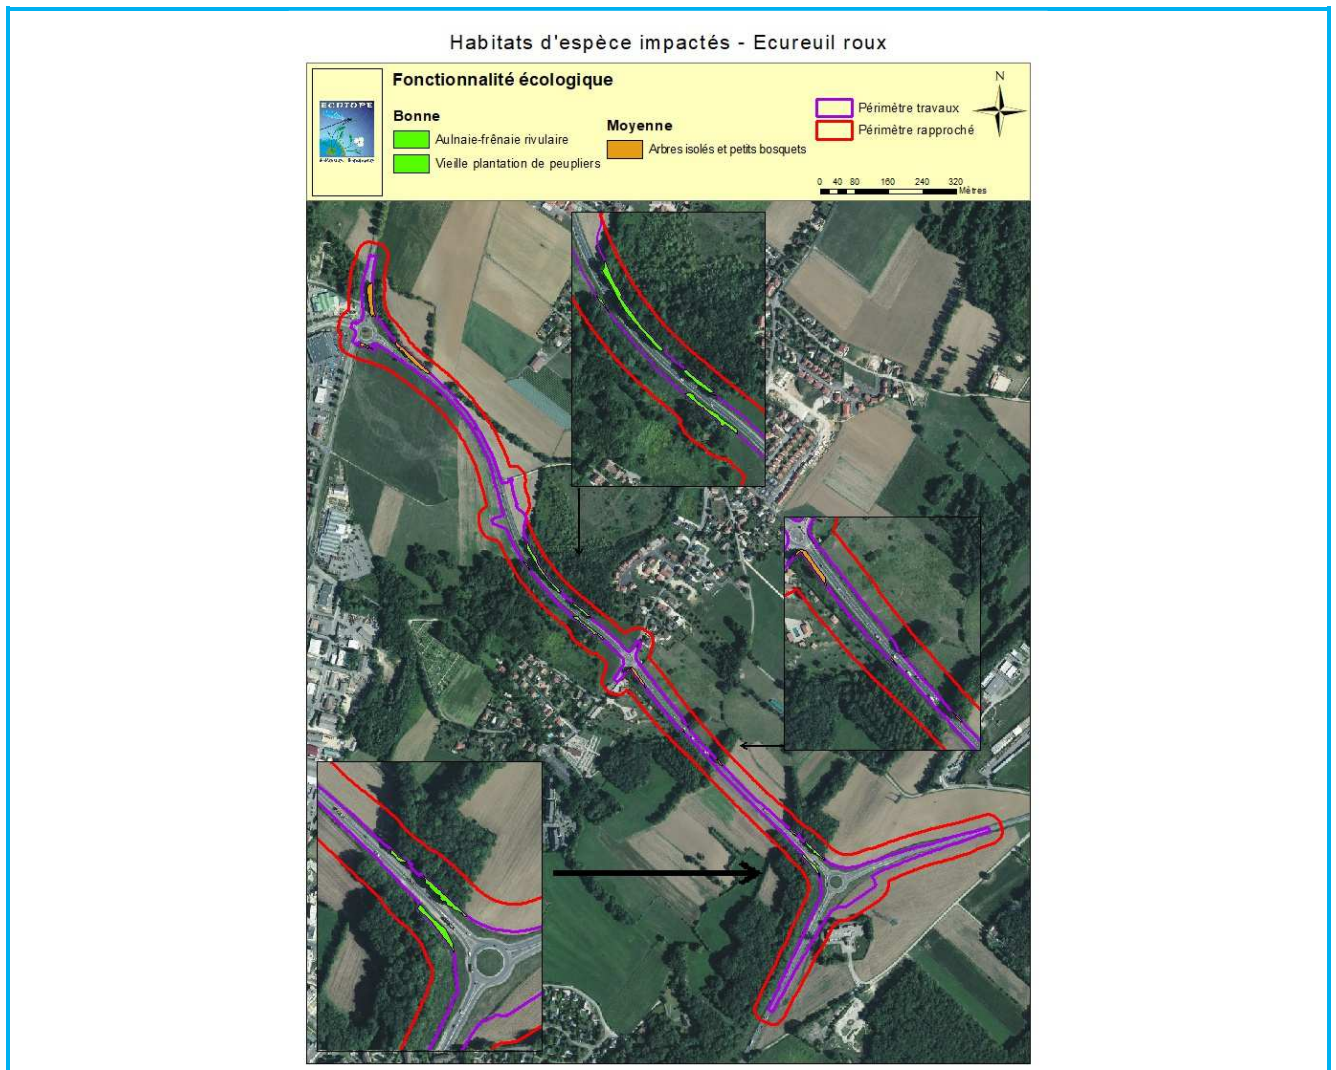 Habitats d'espèce impactés - Ecureuil roux
ECOTOPE
Fonctionnalité écologique
Bonne
Aulnaie-frênaie rivulaire
Vieille plantation de peupliers
Moyenne
Arbres isolés et petits bosquets
Périmètre travaux
Périmètre rapproché
N
0 40 80 160 240 320
Mètres